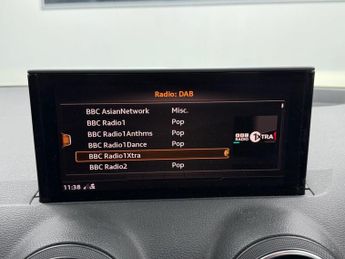 Radio: DAB
BBC AsianNetwork Misc.
BBC Radio1 Pop
BBC Radio1Anthms Pop
BBC Radio1Dance Pop
BBC Radio1Xtra
BBC Radio2 Pop
BBC RADIO 1XTRA
11:38